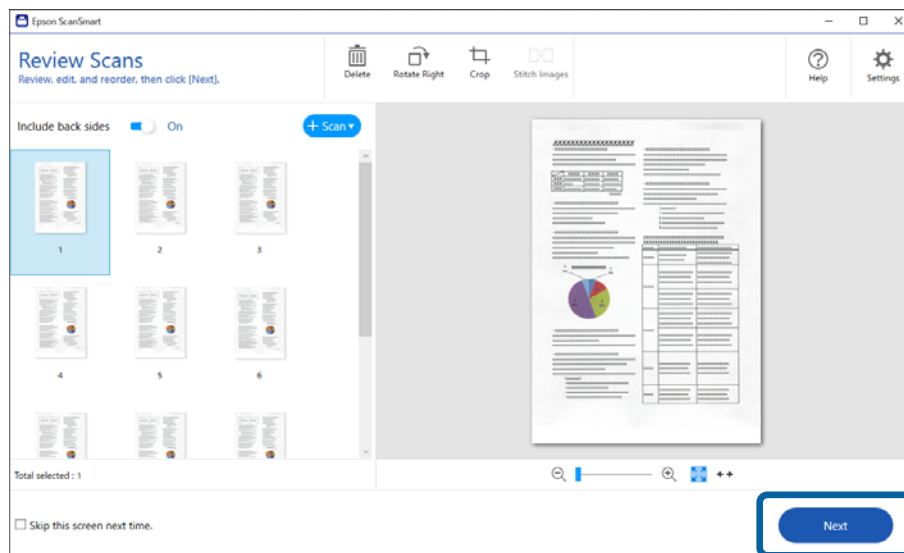 Epson ScanSmart
Review Scans
Review, edit, and reorder, then click [Next].
Delete
Rotate Right
Crop
Stitch Images
Help
Settings
Include back sides
On
+ Scan
1
2
3
4
5
6
Total selected : 1
Skip this screen next time.
Next